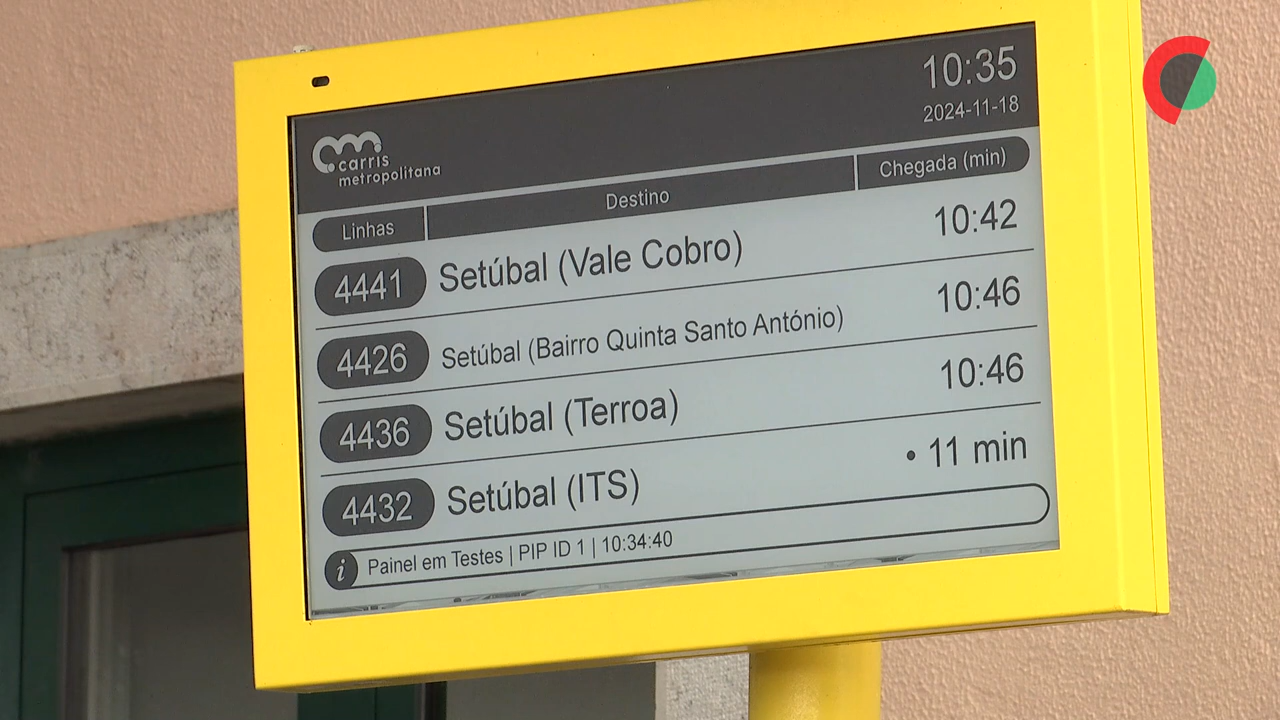 10:35
2024-11-18
carris
metropolitana
Linhas Destino Chegada (min)
4441 Setúbal (Vale Cobro) 10:42
4426 Setúbal (Bairro Quinta Santo António) 10:46
4436 Setúbal (Terroa) 10:46
4432 Setúbal (ITS) • 11 min
i Painel em Testes | PIP ID 1 | 10:34:40